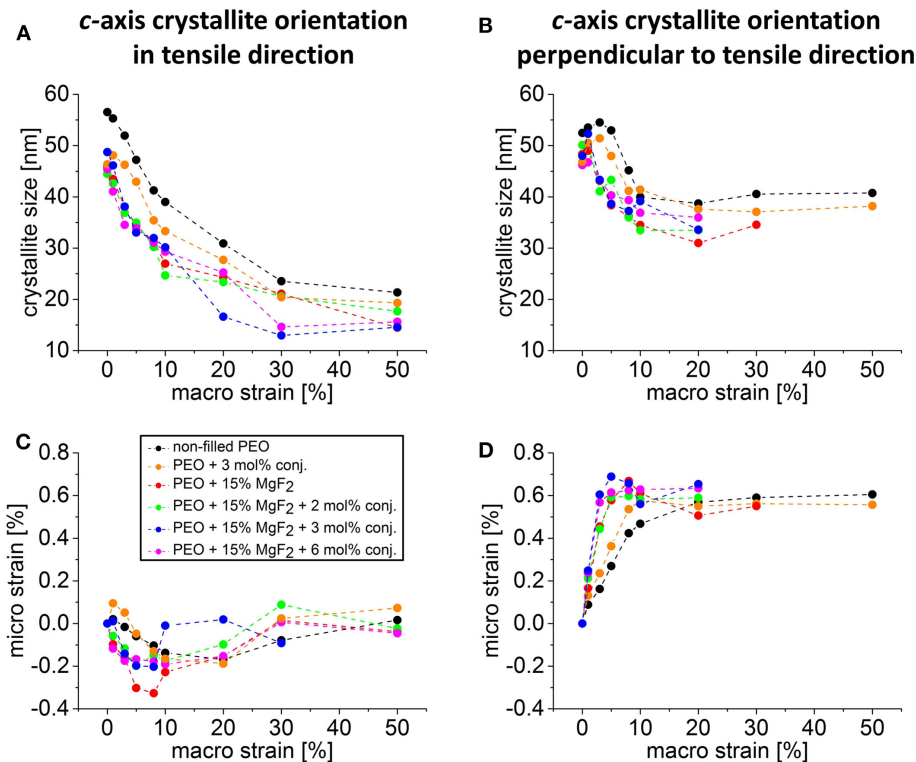 A
c-axis crystallite orientation
in tensile direction
60
50
40
30
20
10
crystallite size [nm]
0 10 20 30 40 50
macro strain [%]
B
c-axis crystallite orientation
perpendicular to tensile direction
60
50
40
30
20
10
crystallite size [nm]
0 10 20 30 40 50
macro strain [%]
C
0.8
0.6
0.4
0.2
0.0
-0.2
-0.4
micro strain [%]
non-filled PEO
PEO + 3 mol% conj.
PEO + 15% MgF2
PEO + 15% MgF2 + 2 mol% conj.
PEO + 15% MgF2 + 3 mol% conj.
PEO + 15% MgF2 + 6 mol% conj.
0 10 20 30 40 50
macro strain [%]
D
0.8
0.6
0.4
0.2
0.0
-0.2
-0.4
micro strain [%]
0 10 20 30 40 50
macro strain [%]